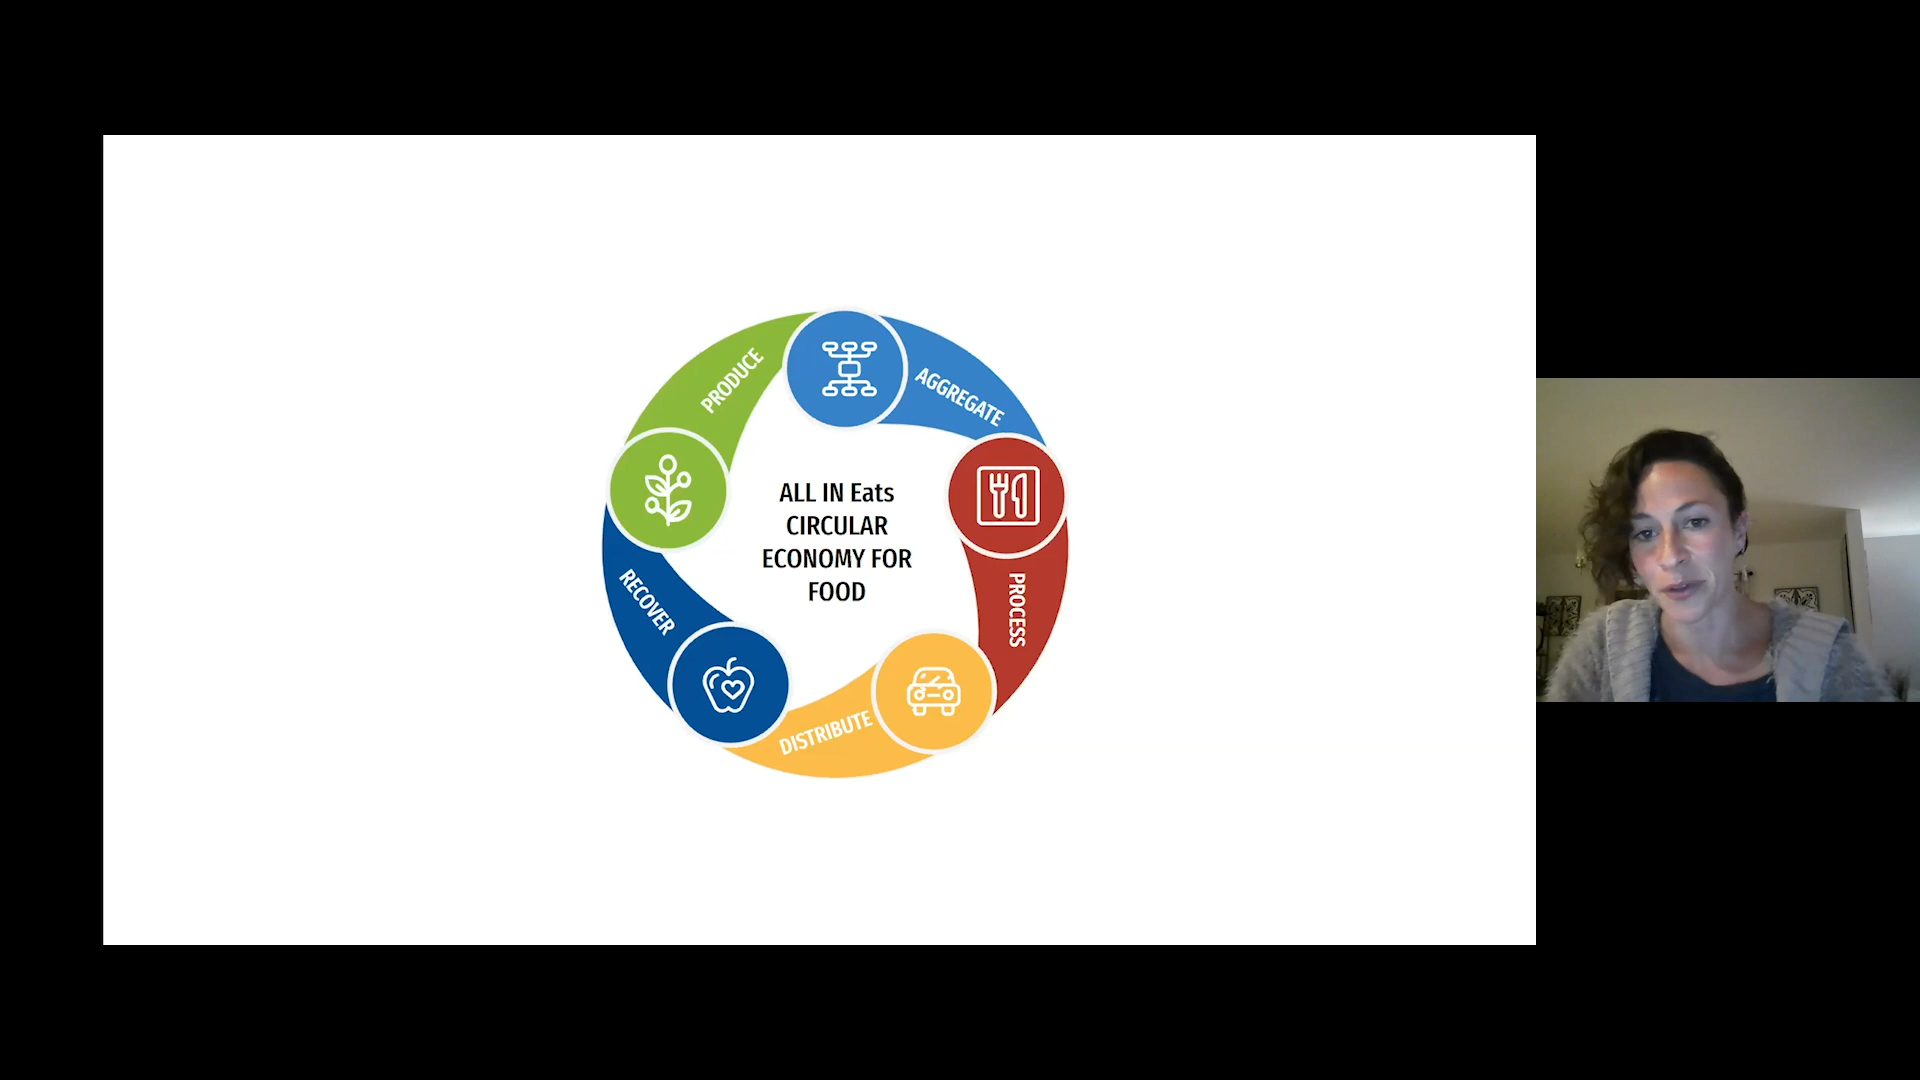 PRODUCE
AGGREGATE
PROCESS
DISTRIBUTE
RECOVER
ALL IN Eats
CIRCULAR
ECONOMY FOR
FOOD